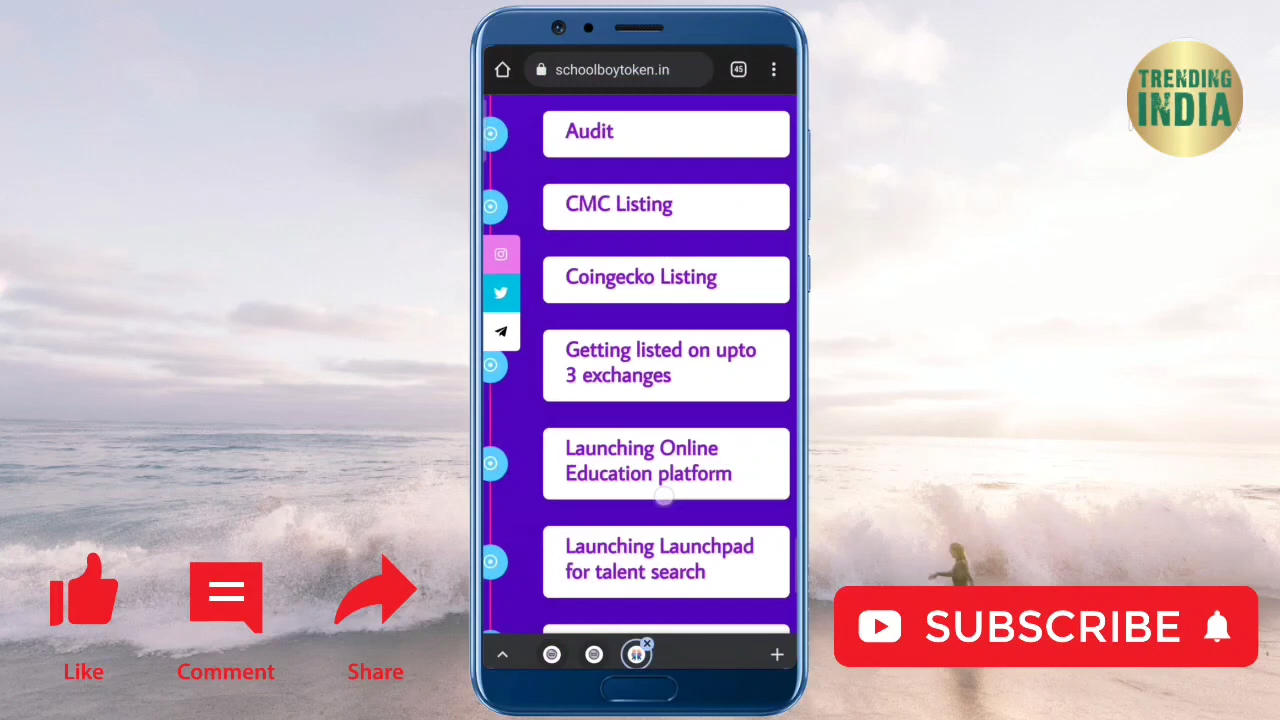 schoolboytoken.in
45
TRENDING
INDIA
Audit
CMC Listing
Coingecko Listing
Getting listed on upto
3 exchanges
Launching Online
Education platform
Launching Launchpad
for talent search
Like
Comment
Share
SUBSCRIBE